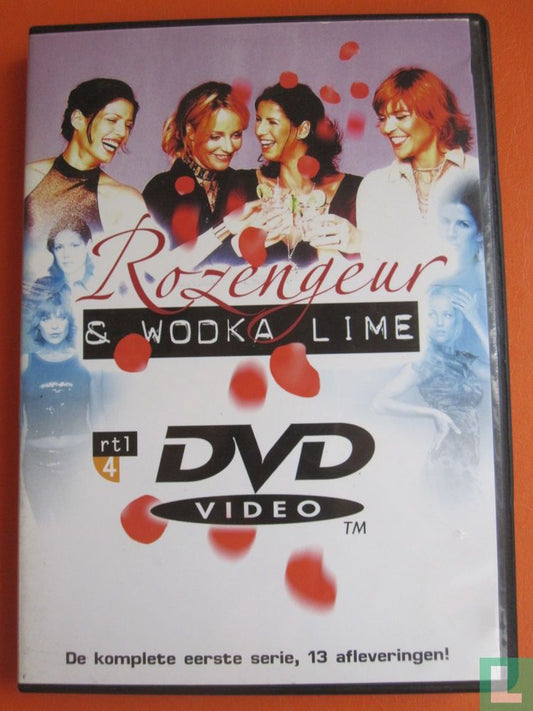 Rozengeur
& WODKA LIME
rtl
4
DVD
VIDEO
TM
De komplete eerste serie, 13 afleveringen!